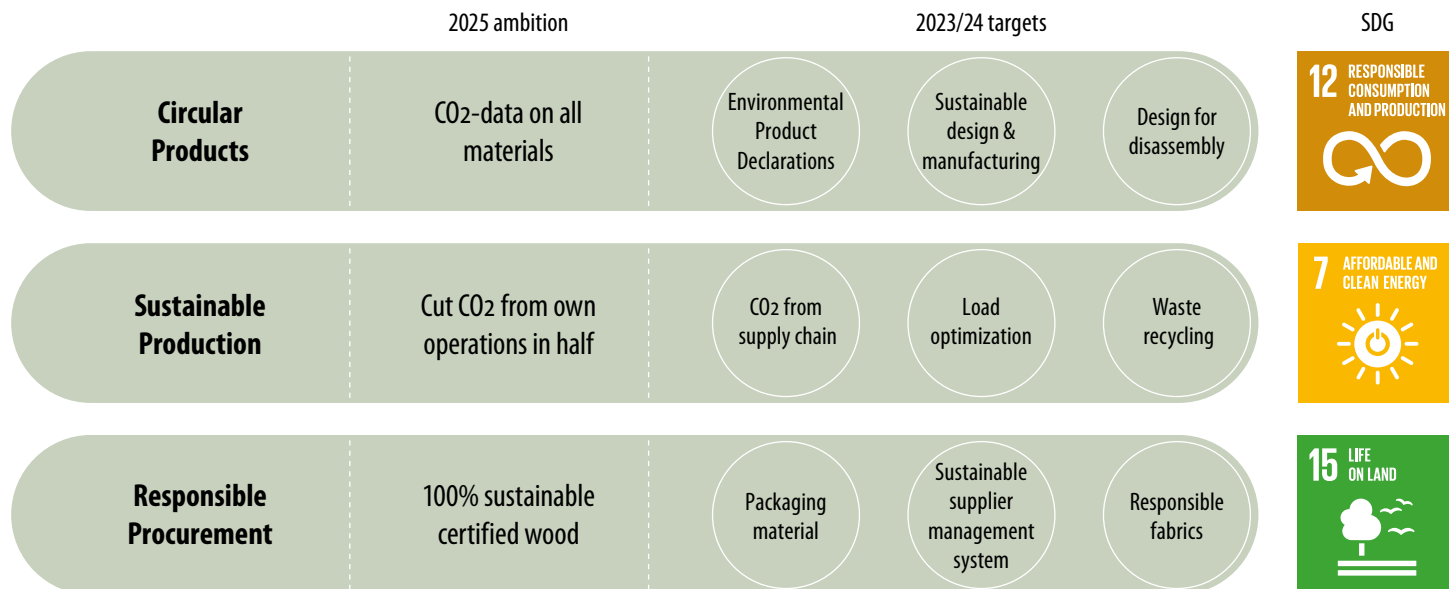 2025 ambition
2023/24 targets
SDG
Circular
Products
CO2-data on all
materials
Environmental
Product
Declarations
Sustainable
design &
manufacturing
Design for
disassembly
12 RESPONSIBLE
CONSUMPTION
AND PRODUCTION
Sustainable
Production
Cut CO2 from own
operations in half
CO2 from
supply chain
Load
optimization
Waste
recycling
7 AFFORDABLE AND
CLEAN ENERGY
Responsible
Procurement
100% sustainable
certified wood
Packaging
material
Sustainable
supplier
management
system
Responsible
fabrics
15 LIFE
ON LAND